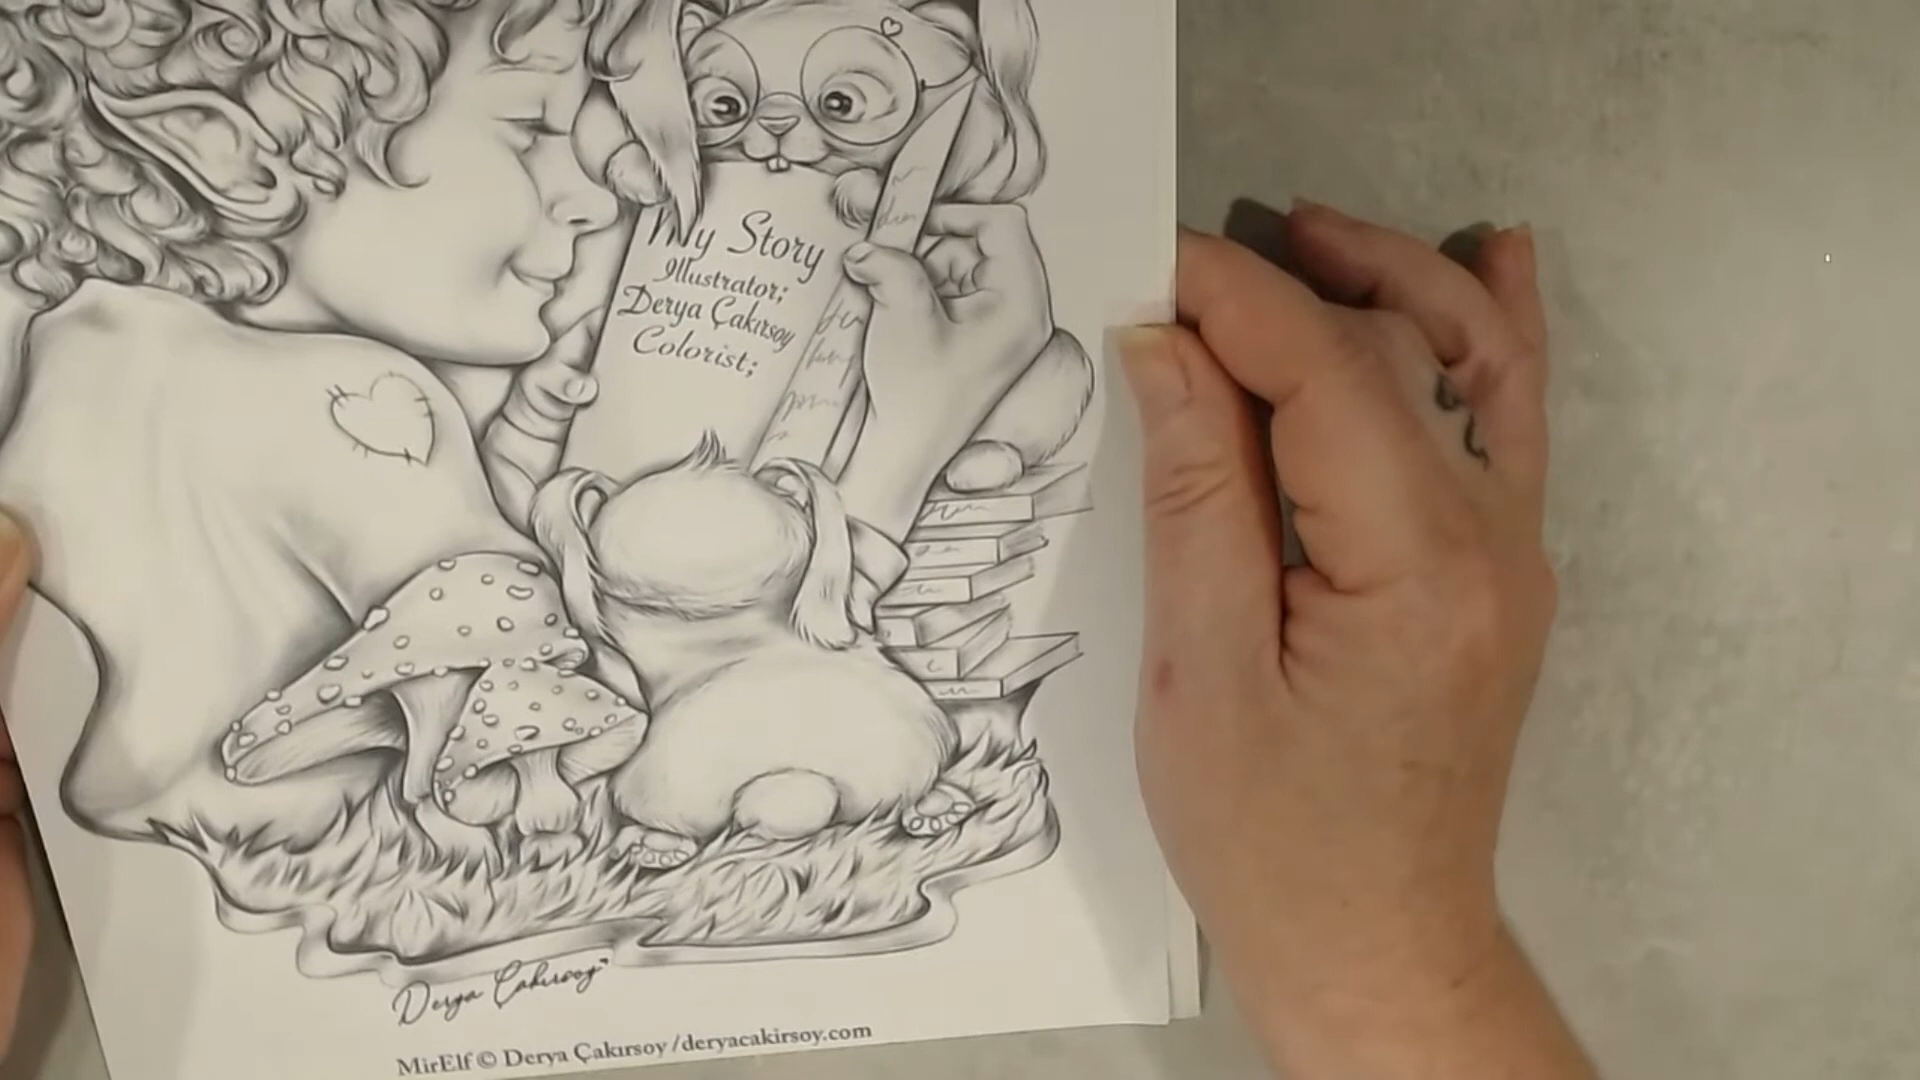 My Story
Illustrator;
Derya Çakırsoy
Colorist;
Derya Çakırsoy
MirElf © Derya Çakırsoy /deryacakirsoy.com